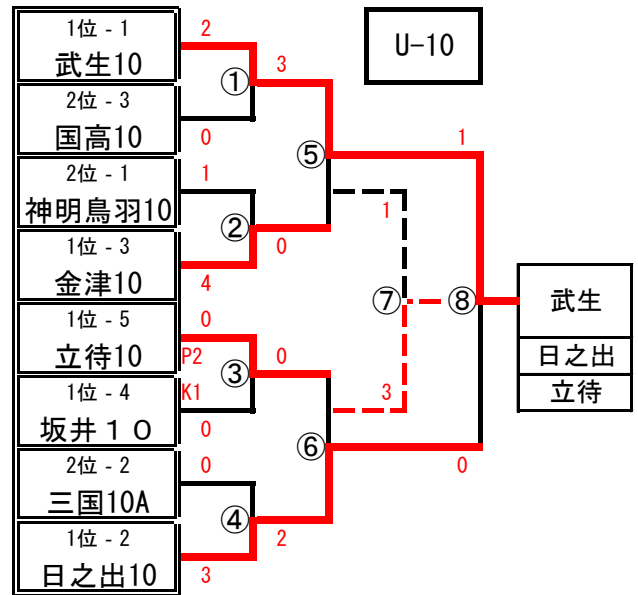 U-10
1位 - 1
武生10
2
2位 - 3
国高10
0
①
3
2位 - 1
神明鳥羽10
1
1位 - 3
金津10
4
②
0
⑤
1
1位 - 5
立待10
0
P2
1位 - 4
坂井１０
K1
0
③
0
2位 - 2
三国10A
0
1位 - 2
日之出10
3
④
2
⑥
0
1
⑦
3
⑧
武生
日之出
立待